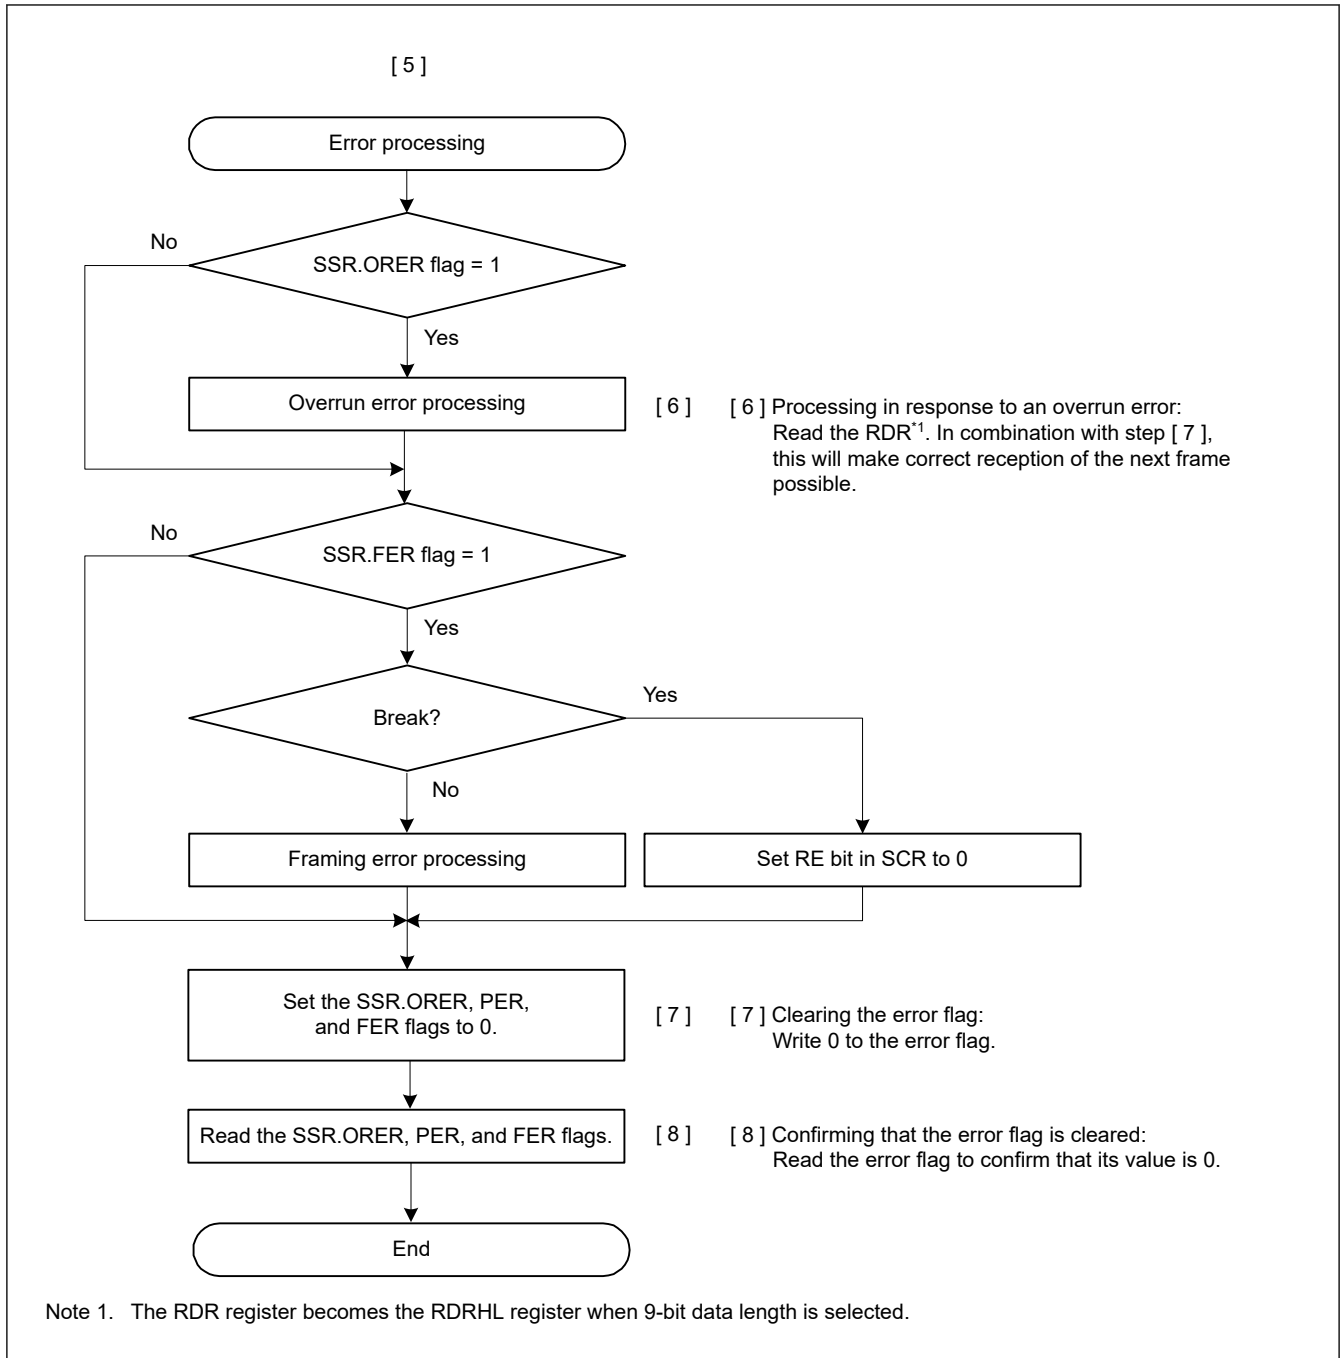 [ 5 ]
Error processing
No
SSR.ORER flag = 1
Yes
Overrun error processing
[ 6 ]
[ 6 ] Processing in response to an overrun error:
Read the RDR*1. In combination with step [ 7 ],
this will make correct reception of the next frame
possible.
No
SSR.FER flag = 1
Yes
Break?
Yes
No
Framing error processing
Set RE bit in SCR to 0
Set the SSR.ORER, PER,
and FER flags to 0.
[ 7 ]
[ 7 ] Clearing the error flag:
Write 0 to the error flag.
Read the SSR.ORER, PER, and FER flags.
[ 8 ]
[ 8 ] Confirming that the error flag is cleared:
Read the error flag to confirm that its value is 0.
End
Note 1. The RDR register becomes the RDRHL register when 9-bit data length is selected.